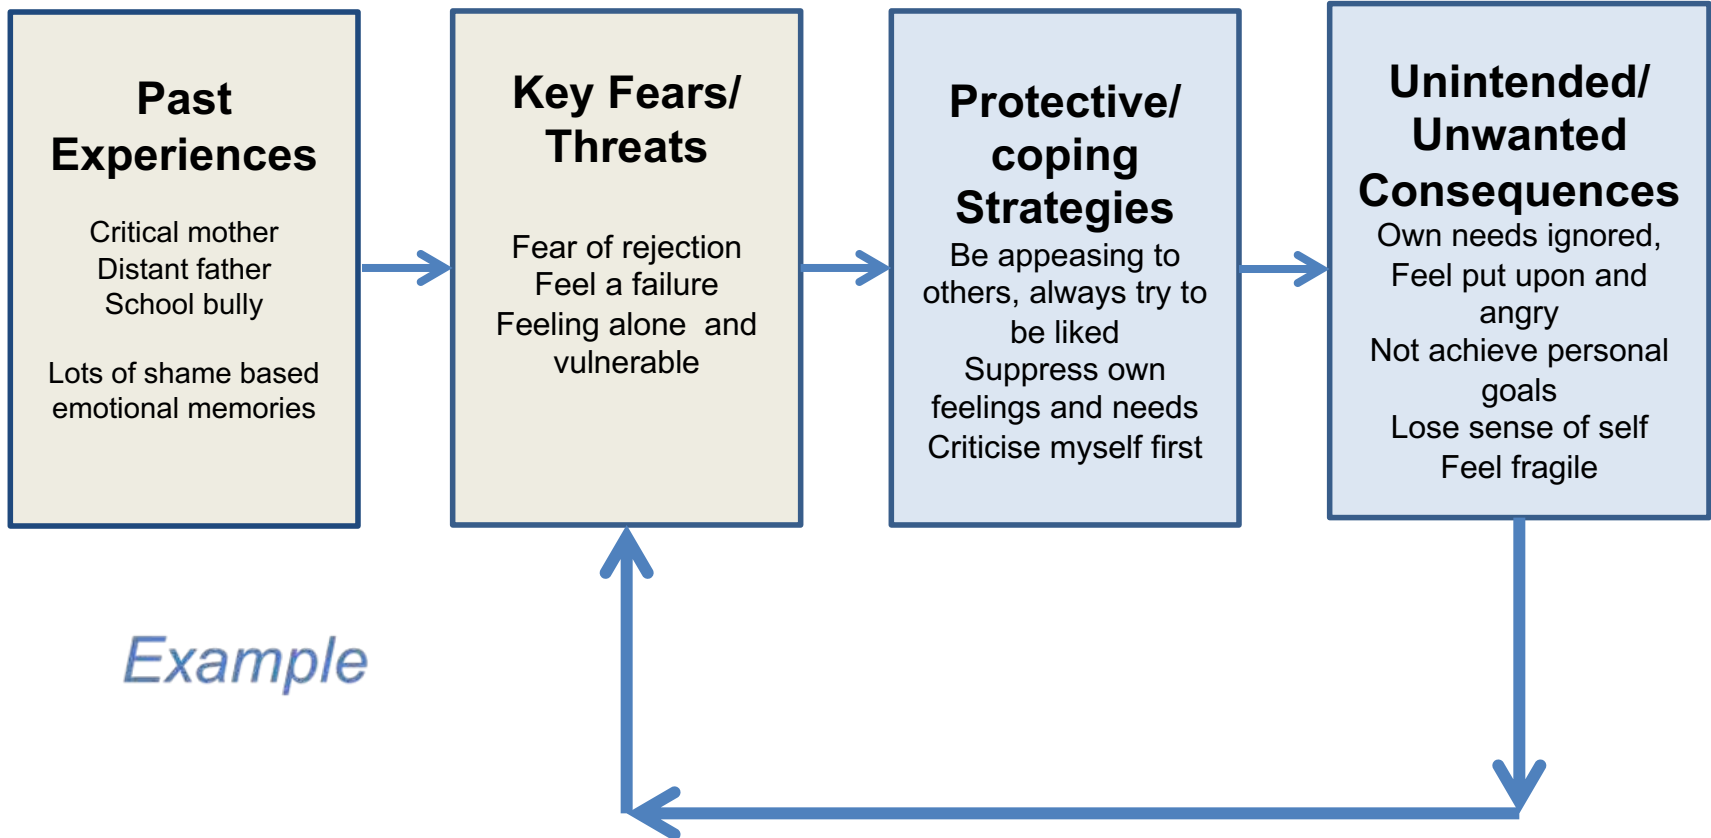 Past
Experiences
Critical mother
Distant father
School bully
Lots of shame based
emotional memories
Key Fears/
Threats
Fear of rejection
Feel a failure
Feeling alone  and
vulnerable
Protective/
coping
Strategies
Be appeasing to
others, always try to
be liked
Suppress own
feelings and needs
Criticise myself first
Unintended/
Unwanted
Consequences
Own needs ignored,
Feel put upon and
angry
Not achieve personal
goals
Lose sense of self
Feel fragile
Example